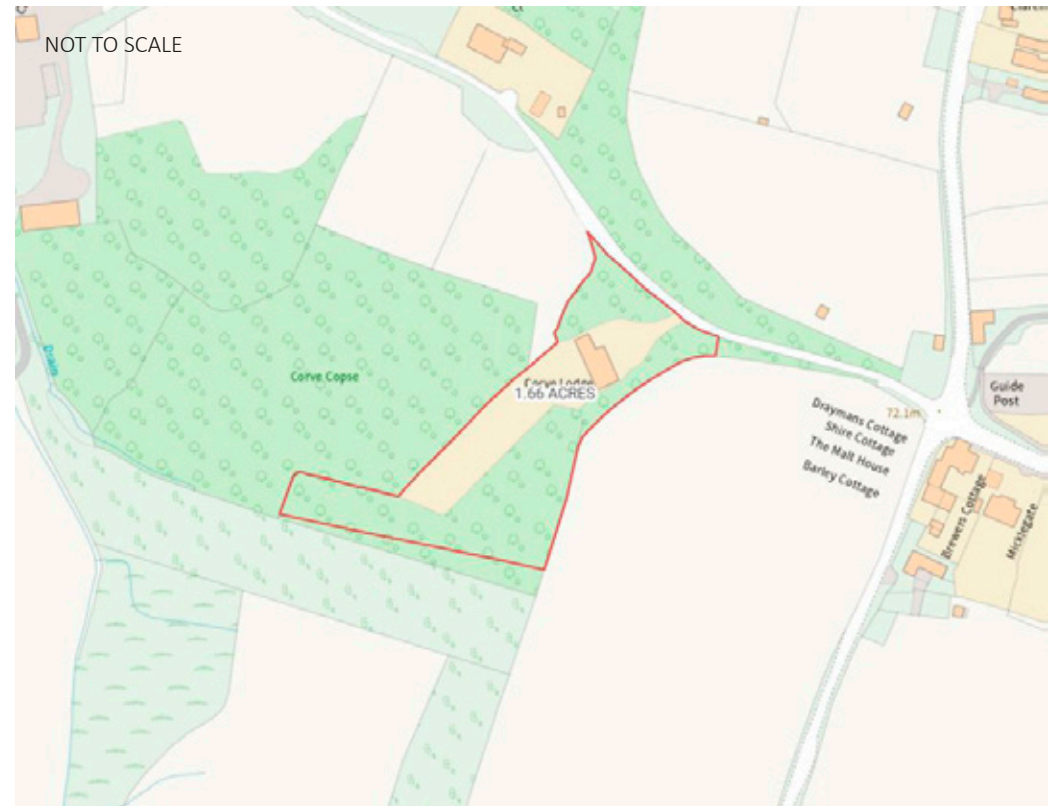 NOT TO SCALE
Drain
Corve Copse
Corve Lodge
1.66 ACRES
Guide
Post
72.1m
Draymans Cottage
Shire Cottage
The Malt House
Barley Cottage
Brewers Cottage
Micklegate